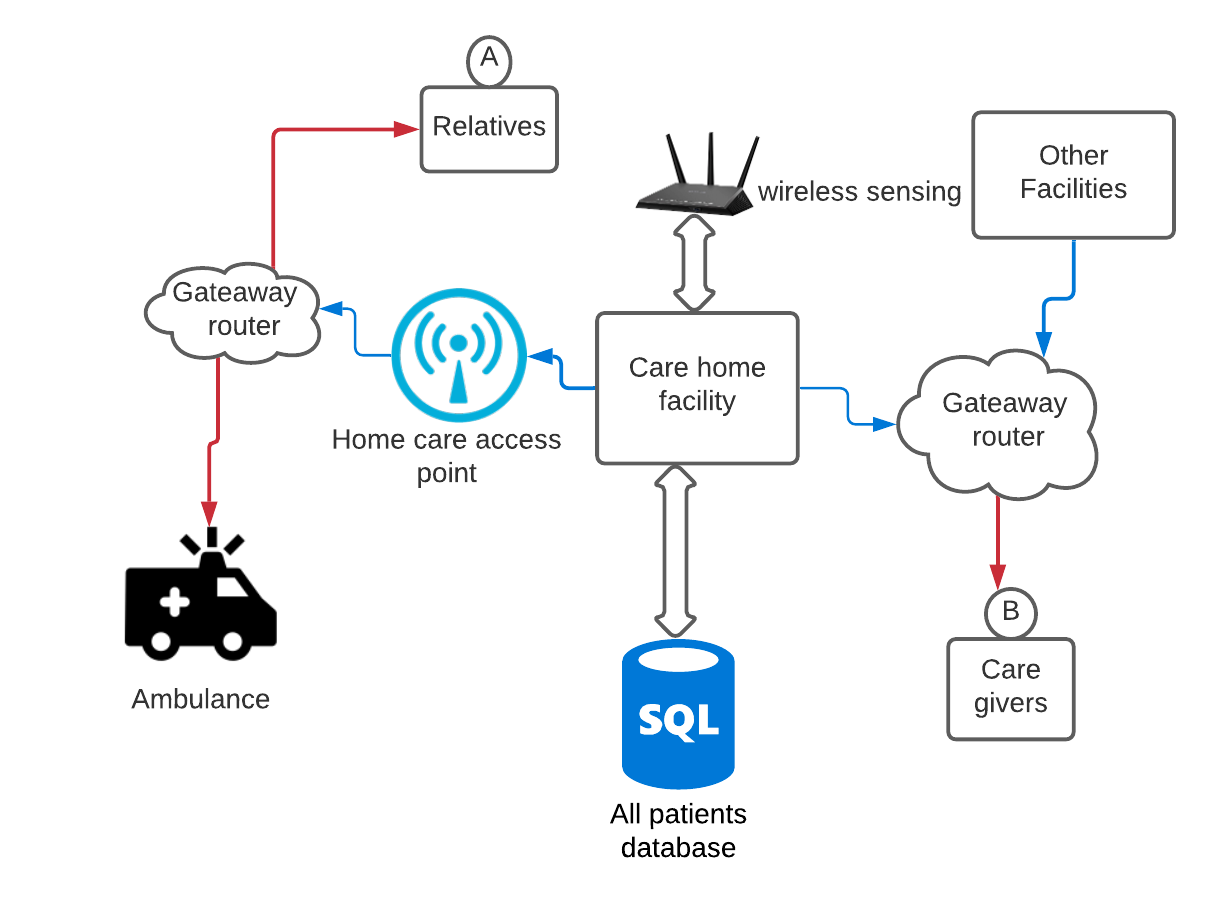 A
Relatives
wireless sensing
Other
Facilities
Gateaway
router
Home care access
point
Care home
facility
Gateaway
router
Ambulance
SQL
All patients
database
B
Care
givers